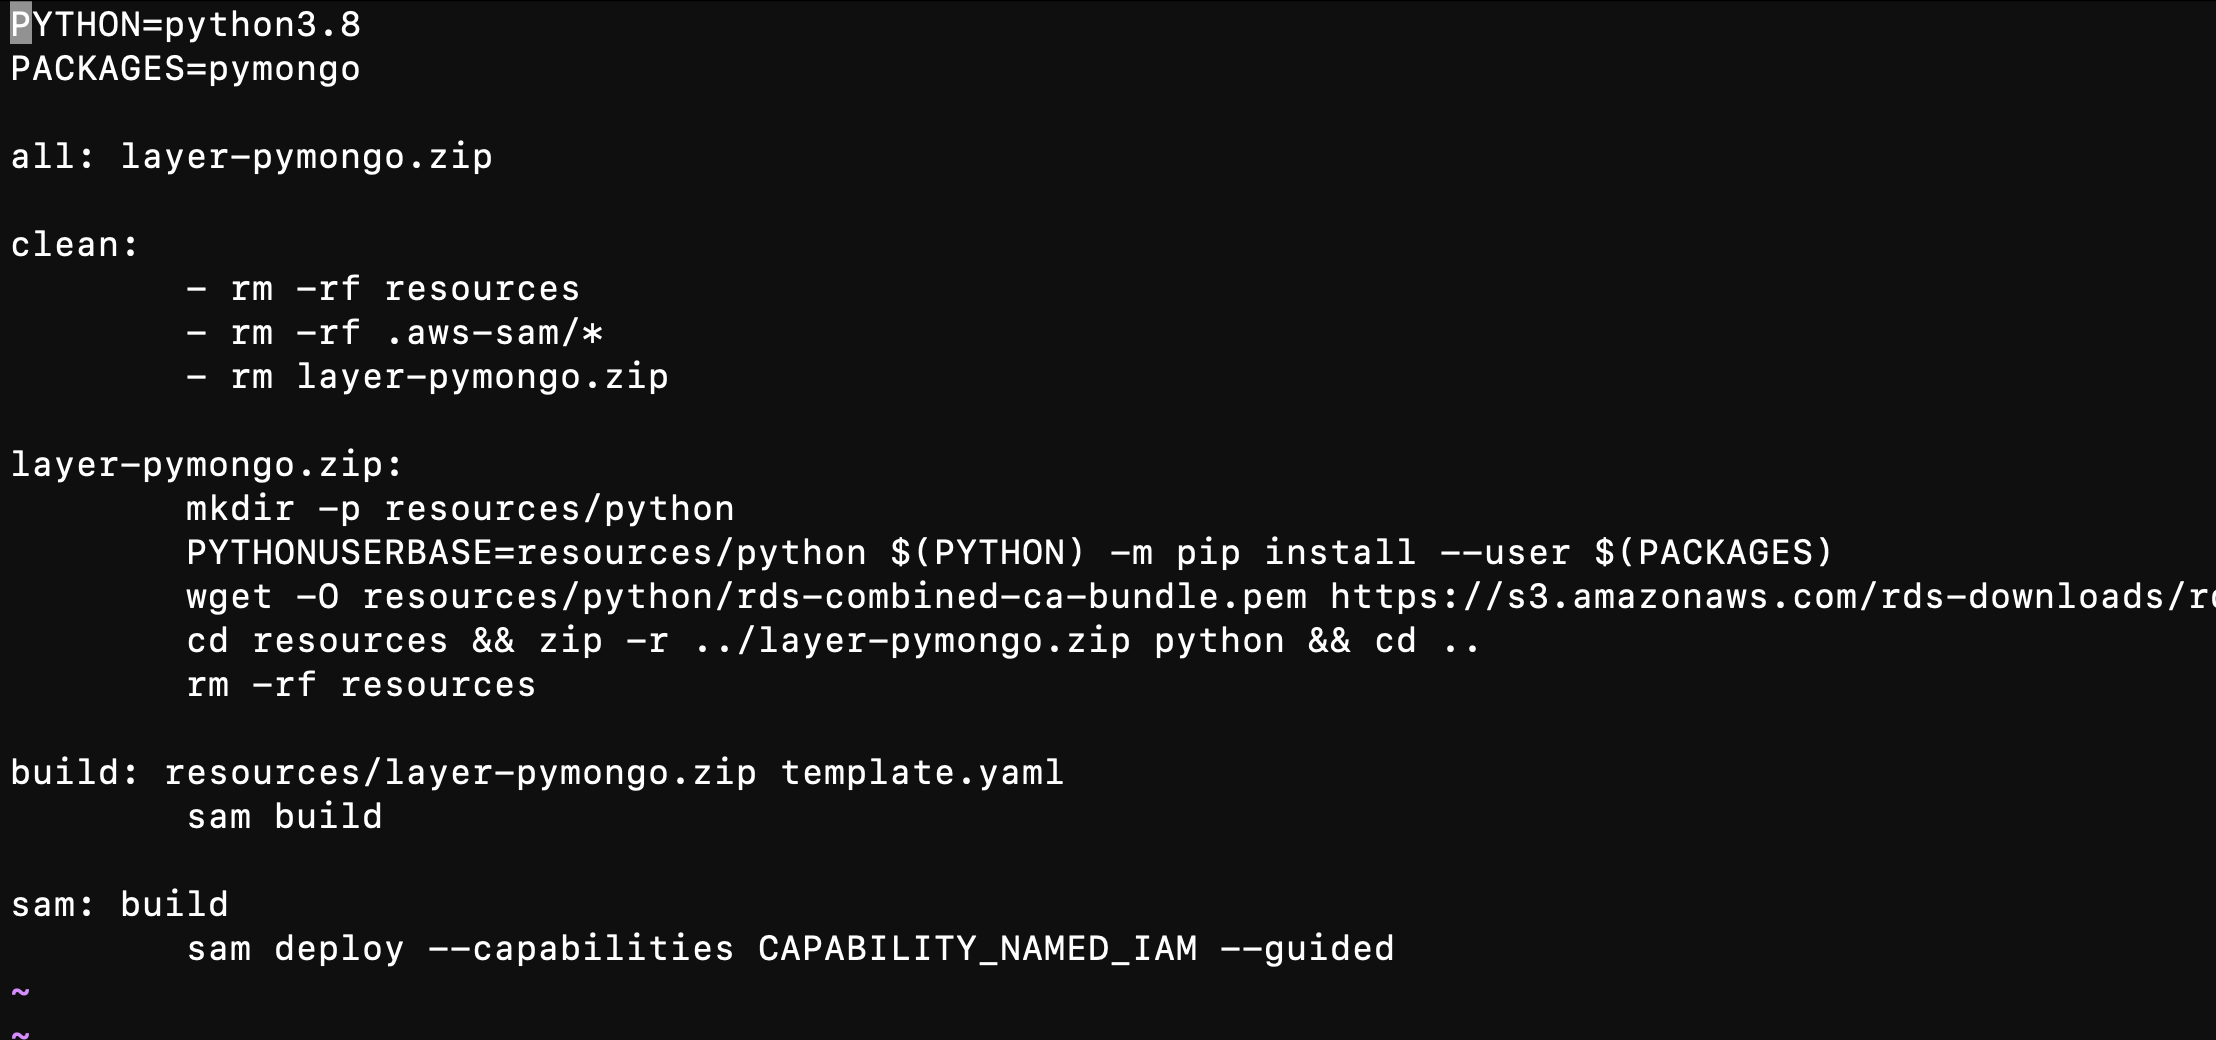 PYTHON=python3.8
PACKAGES=pymongo
all: layer-pymongo.zip
clean:
- rm -rf resources
- rm -rf .aws-sam/*
- rm layer-pymongo.zip
layer-pymongo.zip:
mkdir -p resources/python
PYTHONUSERBASE=resources/python $(PYTHON) -m pip install --user $(PACKAGES)
wget -O resources/python/rds-combined-ca-bundle.pem https://s3.amazonaws.com/rds-downloads/
cd resources && zip -r ../layer-pymongo.zip python && cd ..
rm -rf resources
build: resources/layer-pymongo.zip template.yaml
sam build
sam: build
sam deploy --capabilities CAPABILITY_NAMED_IAM --guided
~
~